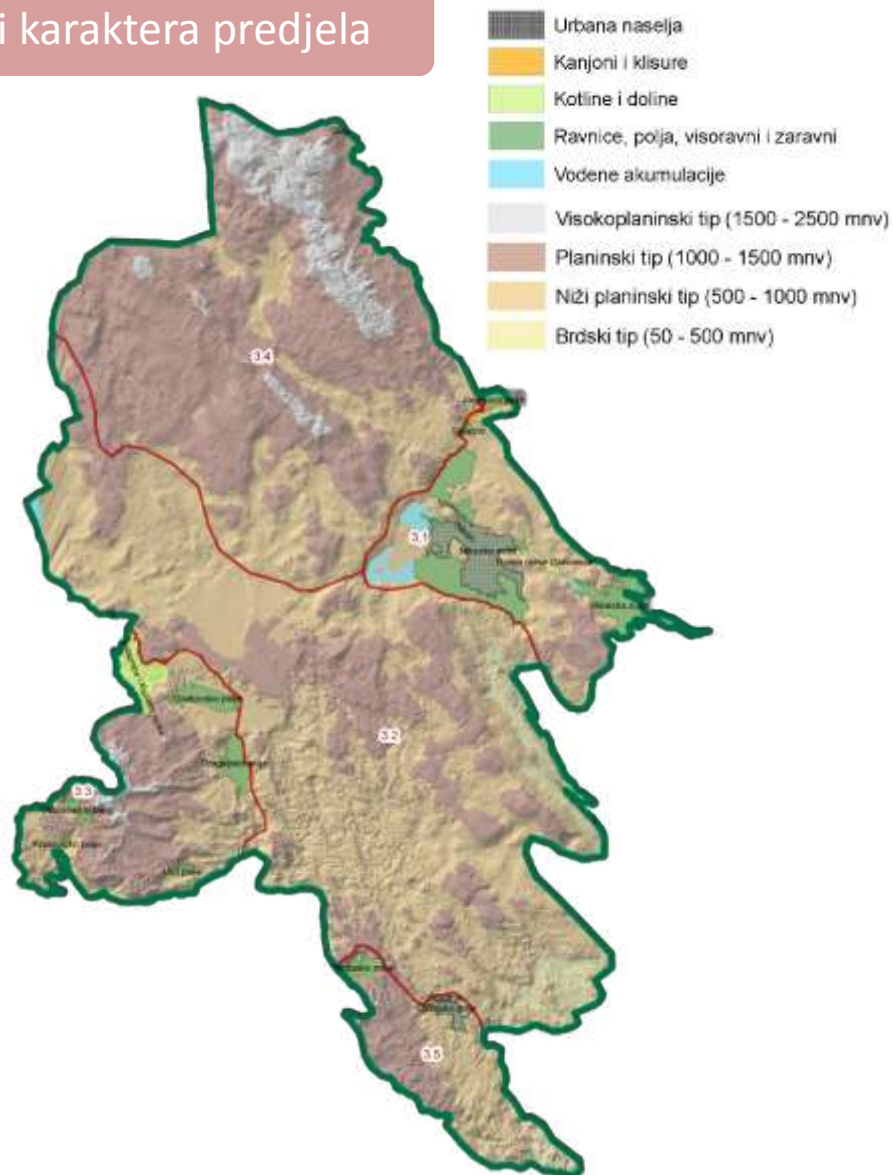 i karaktera predjela
Urbana naselja
Kanjoni i klisure
Kotline i doline
Ravnice, polja, visoravni i zaravni
Vodene akumulacije
Visokoplaninski tip (1500 - 2500 mnv)
Planinski tip (1000 - 1500 mnv)
Niži planinski tip (500 - 1000 mnv)
Brdski tip (50 - 500 mnv)
3.4
3.1
3.2
3.3
3.5